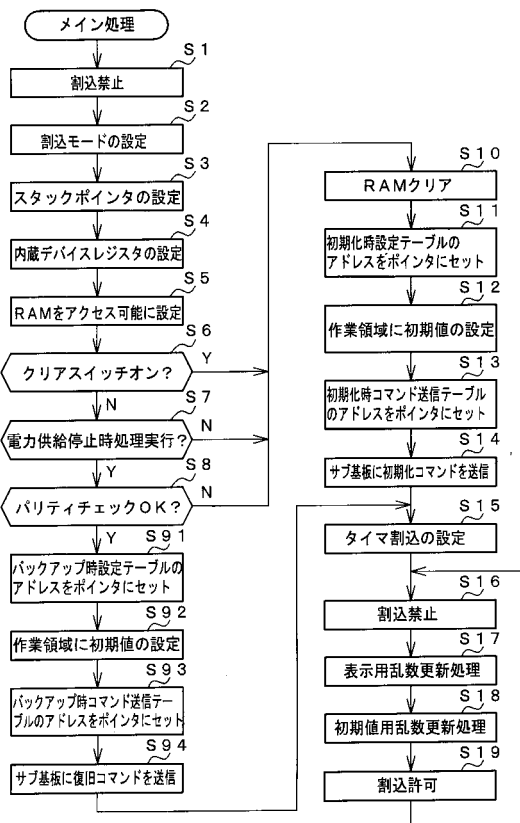 メイン処理
S1
割込禁止
S2
割込モードの設定
S3
スタックポインタの設定
S4
内蔵デバイスレジスタの設定
S5
RAMをアクセス可能に設定
S6
クリアスイッチオン?
Y
N
S7
電力供給停止時処理実行?
N
Y
S8
パリティチェックOK?
N
Y
S91
バックアップ時設定テーブルの
アドレスをポインタにセット
S92
作業領域に初期値の設定
S93
バックアップ時コマンド送信テー
ブルのアドレスをポインタにセット
S94
サブ基板に復旧コマンドを送信
S10
RAMクリア
S11
初期化時設定テーブルの
アドレスをポインタにセット
S12
作業領域に初期値の設定
S13
初期化時コマンド送信テーブル
のアドレスをポインタにセット
S14
サブ基板に初期化コマンドを送信
S15
タイマ割込の設定
S16
割込禁止
S17
表示用乱数更新処理
S18
初期値用乱数更新処理
S19
割込許可